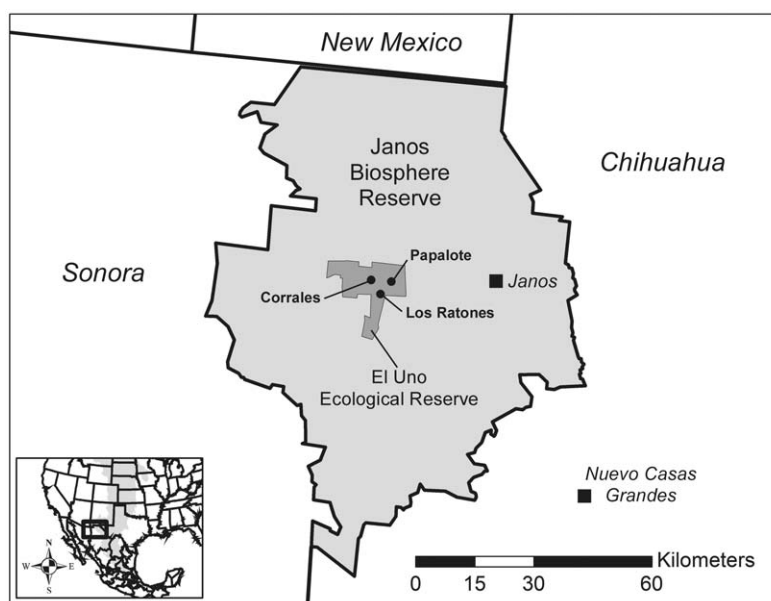 New Mexico
Janos
Biosphere
Reserve
Chihuahua
Sonora
Papalote
Corrales
Janos
Los Ratones
El Uno
Ecological Reserve
Nuevo Casas
Grandes
N
W E
S
Kilometers
0 15 30 60